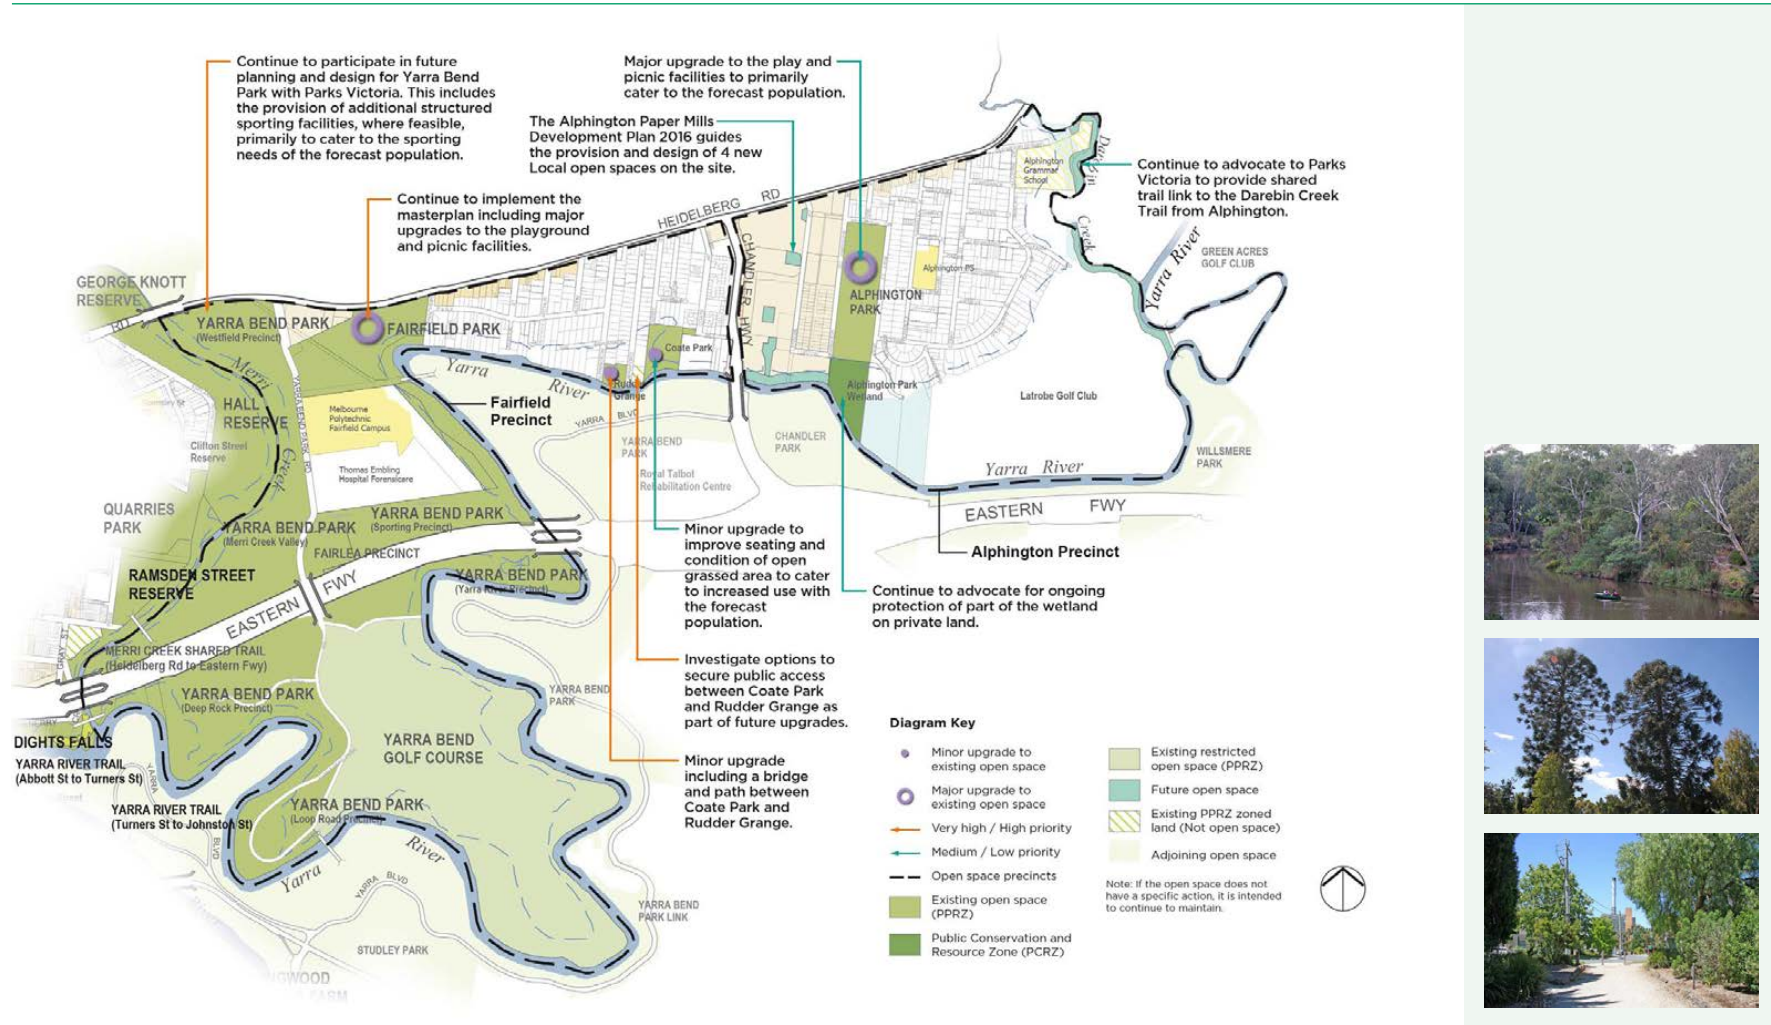 Continue to participate in future
planning and design for Yarra Bend
Park with Parks Victoria. This includes
the provision of additional structured
sporting facilities, where feasible,
primarily to cater to the sporting
needs of the forecast population.
Major upgrade to the play and
picnic facilities to primarily
cater to the forecast population.
The Alphington Paper Mills
Development Plan 2016 guides
the provision and design of 4 new
Local open spaces on the site.
Continue to implement the
masterplan including major
upgrades to the playground
and picnic facilities.
Continue to advocate to Parks
Victoria to provide shared
trail link to the Darebin Creek
Trail from Alphington.
Alphington
Grammar
School
Darebin
Creek
HEIDELBERG RD
CHANDLER HWY
Yarra River
GREEN ACRES
GOLF CLUB
GEORGE KNOTT
RESERVE
RD
YARRA BEND PARK
(Westfield Precinct)
FAIRFIELD PARK
ALPHINGTON
PARK
Alphington PS
Coate Park
Rudder
Grange
Yarra River
Merri
Creek
HALL
RESERVE
YARRA BEND PARK RD
Melbourne
Polytechnic
Fairfield Campus
Fairfield
Precinct
YARRA BLVD
Alphington Park
Wetland
Latrobe Golf Club
Clifton Street
Reserve
Thomas Embling
Hospital Forensicare
YARRA BEND
PARK
Royal Talbot
Rehabilitation Centre
CHANDLER
PARK
WILLSMERE
PARK
Yarra River
QUARRIES
PARK
YARRA BEND PARK
(Sporting Precinct)
YARRA BEND PARK
(Merri Creek Valley)
FAIRLEA PRECINCT
EASTERN FWY
Alphington Precinct
RAMSDEN STREET
RESERVE
EASTERN FWY
YARRA BEND PARK
(Yarra River Precinct)
Minor upgrade to
improve seating and
condition of open
grassed area to cater
to increased use with
the forecast
population.
Continue to advocate for ongoing
protection of part of the wetland
on private land.
GRAY ST
MERRI CREEK SHARED TRAIL
(Heidelberg Rd to Eastern Fwy)
YARRA BEND PARK
(Deep Rock Precinct)
YARRA BEND
PARK
Investigate options to
secure public access
between Coate Park
and Rudder Grange as
part of future upgrades.
DIGHTS FALLS
YARRA RIVER TRAIL
(Abbott St to Turners St)
YARRA BEND
GOLF COURSE
Minor upgrade
including a bridge
and path between
Coate Park and
Rudder Grange.
YARRA RIVER TRAIL
(Turners St to Johnston St)
YARRA
BLVD
YARRA BEND PARK
(Loop Road Precinct)
Yarra River
YARRA BLVD
YARRA BEND
PARK LINK
STUDLEY PARK
River
Diagram Key
Minor upgrade to
existing open space
Major upgrade to
existing open space
Very high / High priority
Medium / Low priority
Open space precincts
Existing open space
(PPRZ)
Public Conservation and
Resource Zone (PCRZ)
Existing restricted
open space (PPRZ)
Future open space
Existing PPRZ zoned
land (Not open space)
Adjoining open space
Note: If the open space does not
have a specific action, it is intended
to continue to maintain.